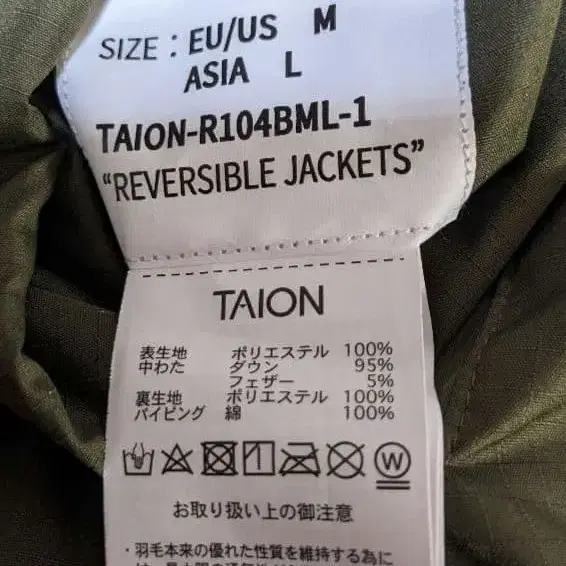 SIZE : EU/US M
ASIA L
TAION-R104BML-1
“REVERSIBLE JACKETS”
TAION
表生地 ポリエステル 100%
中わた ダウン 95%
フェザー 5%
裏生地 ポリエステル 100%
パイピング 綿 100%
W
お取り扱い上の御注意
・羽毛本来の優れた性質を維持する為に